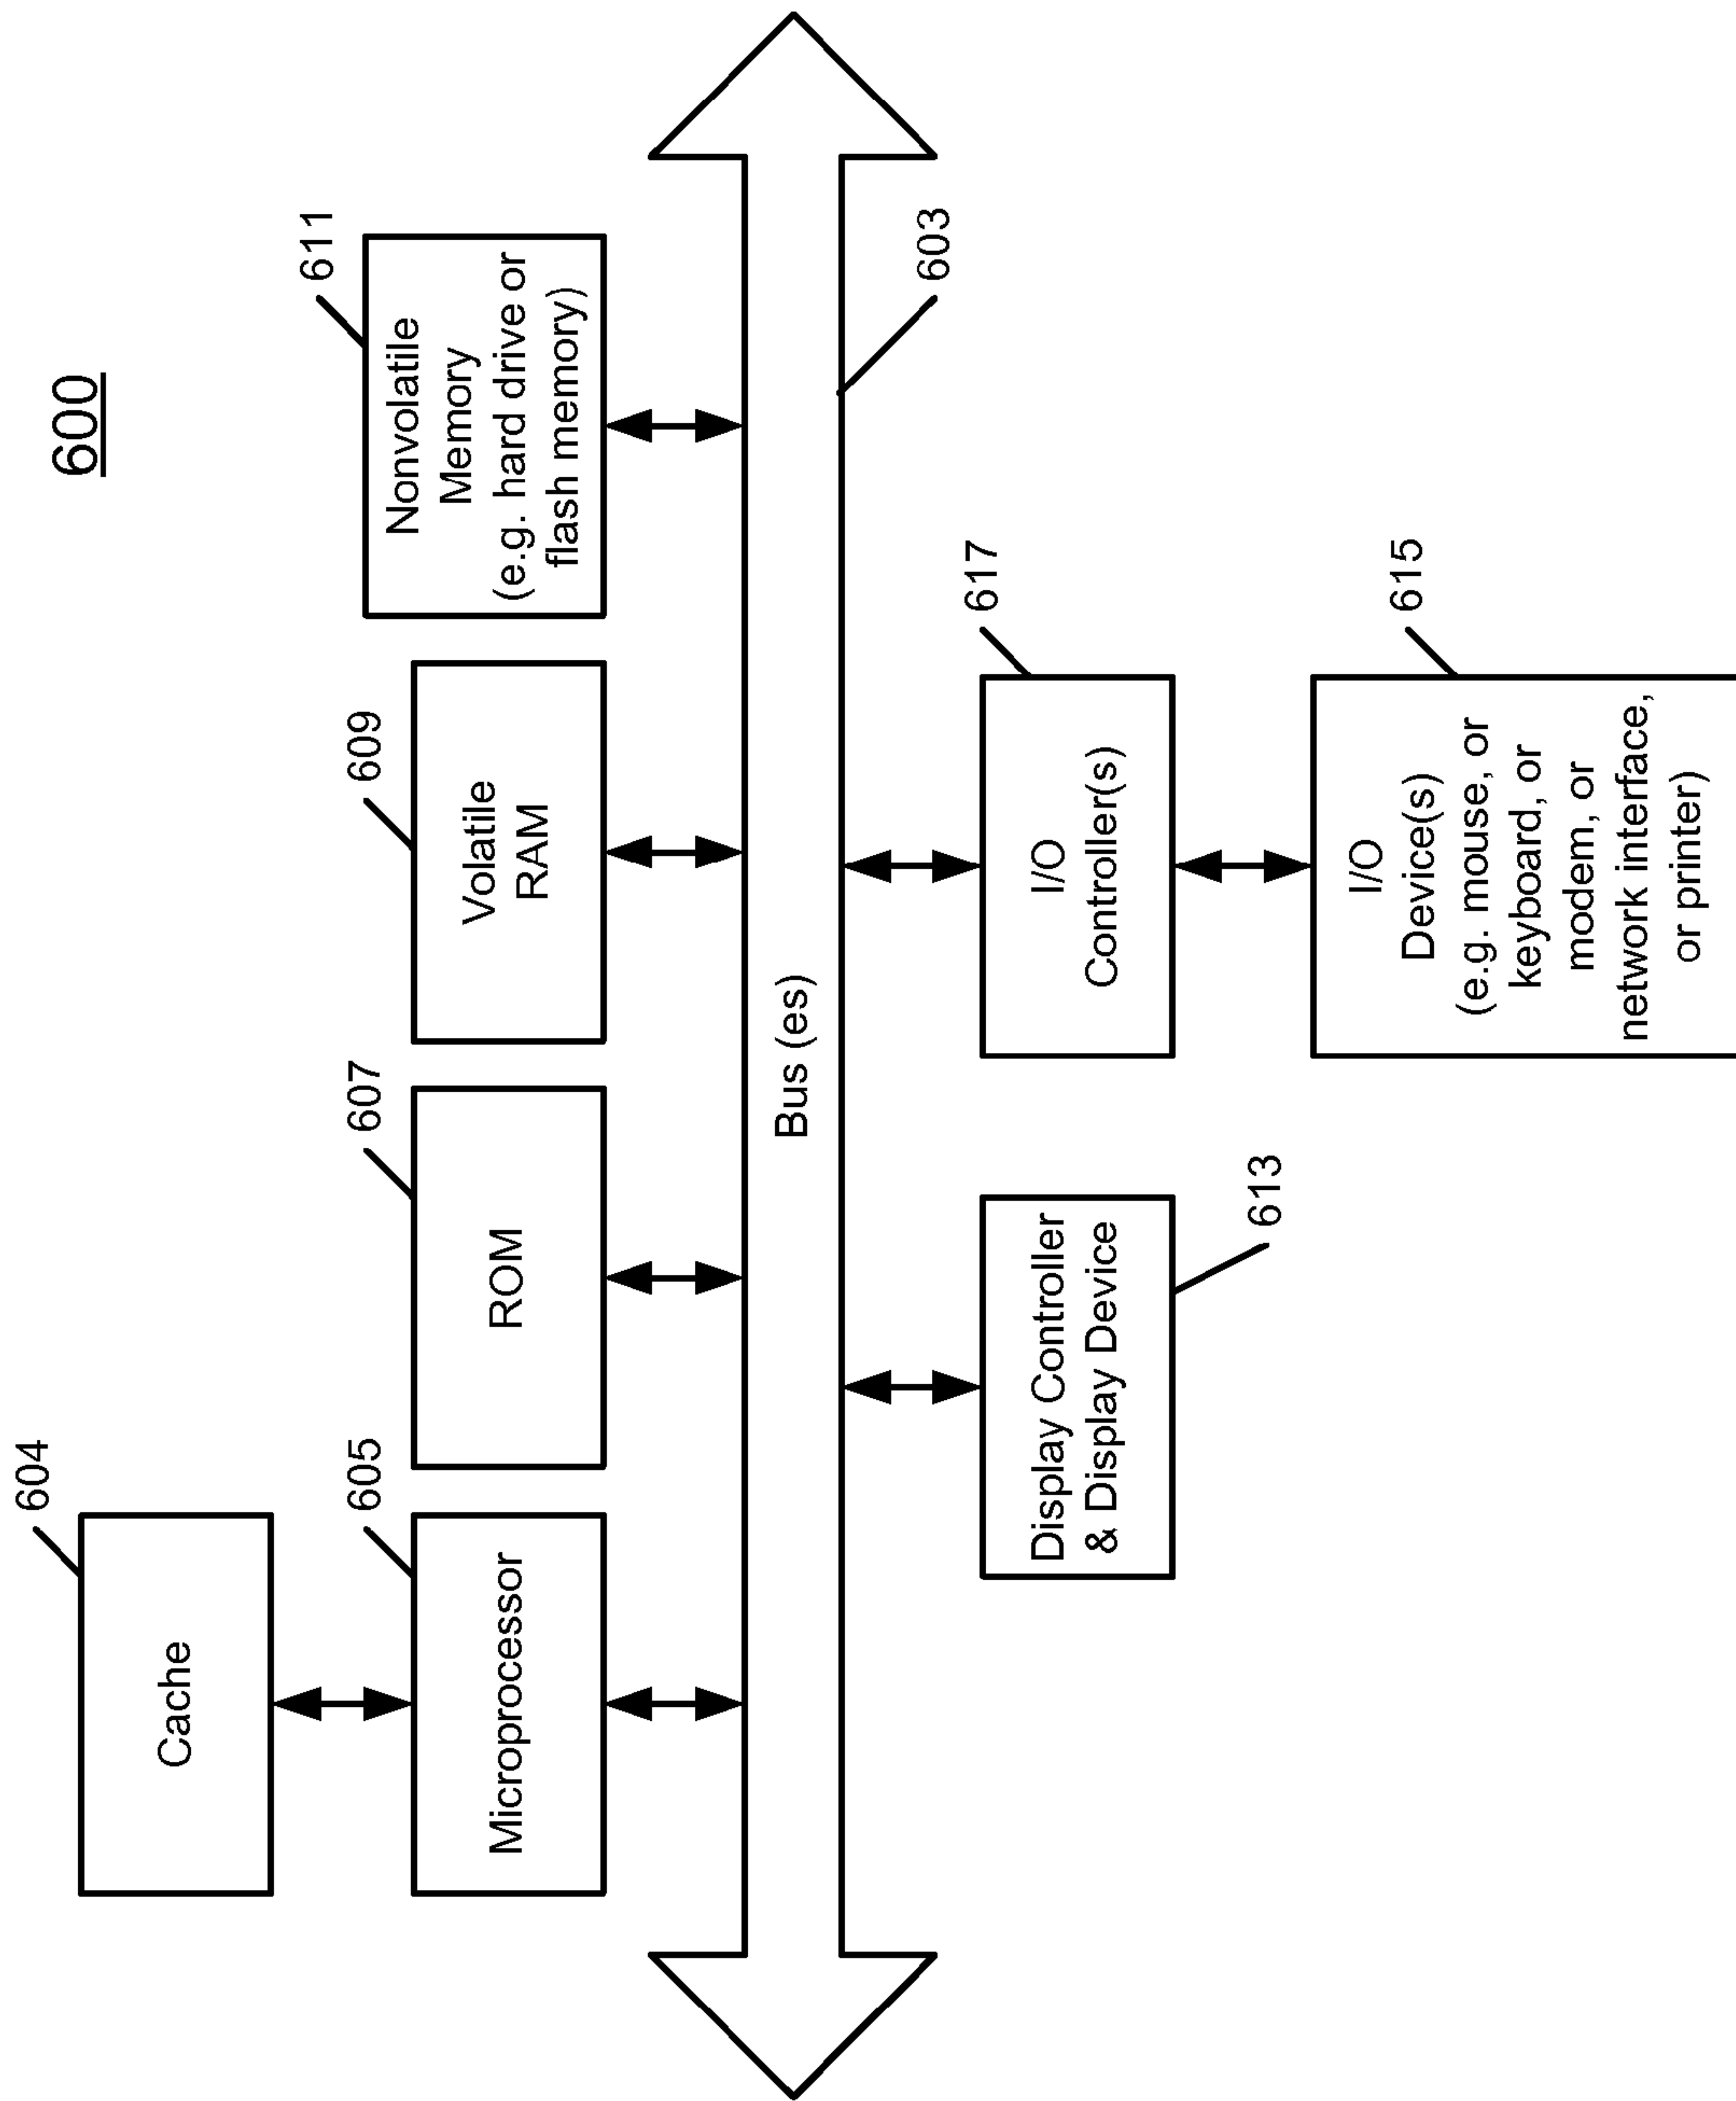 600
604
Cache
605
Microprocessor
607
ROM
609
Volatile
RAM
611
Nonvolatile
Memory
(e.g. hard drive or
flash memory)
Bus (es)
603
613
Display Controller
& Display Device
617
I/O
Controller(s)
615
I/O
Device(s)
(e.g. mouse, or
keyboard, or
modem, or
network interface,
or printer)